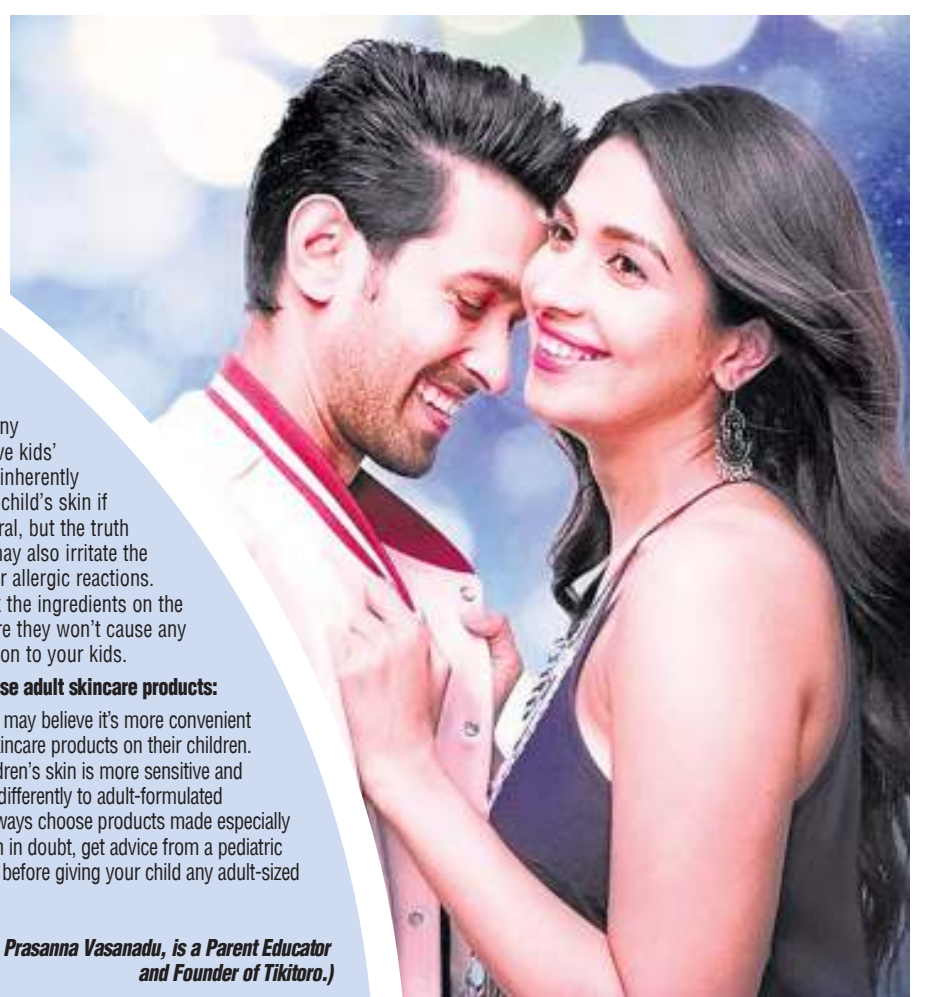 ny
ve kids'
inherently
child's skin if
ral, but the truth
may also irritate the
r allergic reactions.
the ingredients on the
re they won't cause any
on to your kids.
se adult skincare products:
may believe it's more convenient
kincare products on their children.
dren's skin is more sensitive and
differently to adult-formulated
ways choose products made especially
n in doubt, get advice from a pediatric
before giving your child any adult-sized
Prasanna Vasanadu, is a Parent Educator
and Founder of Tikitoro.)